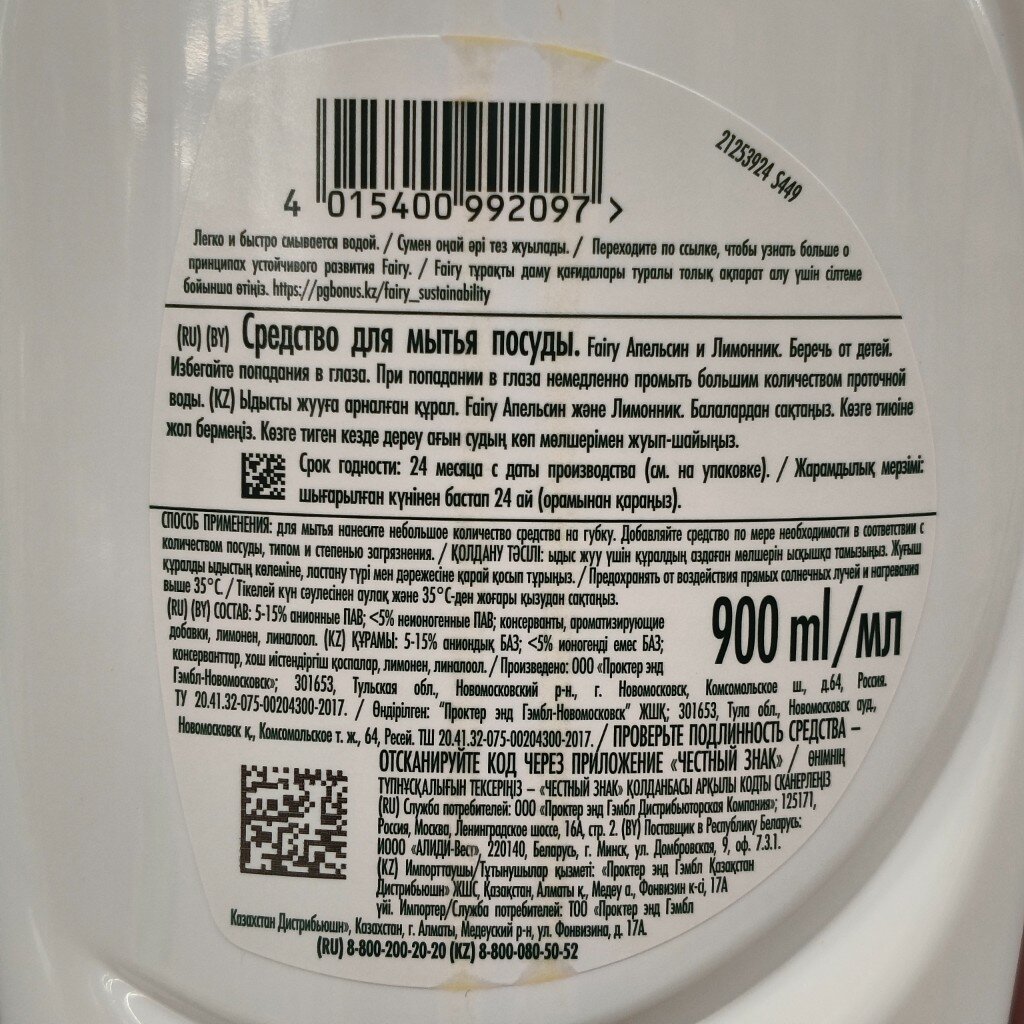 21253924 S449
4 015400 992097 >
Легко и быстро смывается водой. / Сумен оңай әрі тез жуылады. / Переходите по ссылке, чтобы узнать больше о
принципах устойчивого развития Fairy. / Fairy тұрақты даму қағидалары туралы толық ақпарат алу үшін сілтеме
бойынша өтіңіз. https://pgbonus.kz/fairy_sustainability
(RU) (BY) Средство для мытья посуды. Fairy Апельсин и Лимонник. Беречь от детей.
Избегайте попадания в глаза. При попадании в глаза немедленно промыть большим количеством проточной
воды. (KZ) Ыдысты жууға арналған құрал. Fairy Апельсин және Лимонник. Балалардан сақтаңыз. Көзге тиюіне
жол бермеңіз. Көзге тиген кезде дереу ағын судың көп мөлшерімен жуып-шайыңыз.
Срок годности: 24 месяца с даты производства (см. на упаковке). / Жарамдылық мерзімі:
шығарылған күнінен бастап 24 ай (орамынан қараңыз).
СПОСОБ ПРИМЕНЕНИЯ: для мытья нанесите небольшое количество средства на губку. Добавляйте средство по мере необходимости в соответствии с
количеством посуды, типом и степенью загрязнения. / ҚОЛДАНУ ТӘСІЛІ: ыдыс жуу үшін құралдың аздаған мөлшерін ысқышқа тамызыңыз. Жуғыш
құралды ыдыстың көлеміне, ластану түрі мен дәрежесіне қарай қосып тұрыңыз. / Предохранять от воздействия прямых солнечных лучей и нагревания
выше 35°C. / Тікелей күн сәулесінен аулақ және 35°C-ден жоғары қызудан сақтаңыз.
(RU) (BY) СОСТАВ: 5-15% анионные ПАВ; <5% неионогенные ПАВ; консерванты, ароматизирующие
добавки, лимонен, линалоол. (KZ) ҚҰРАМЫ: 5-15% аниондық БАЗ; <5% ионогенді емес БАЗ;
консерванттар, хош иістендіргіш қоспалар, лимонен, линалоол. / Произведено: ООО «Проктер энд
900 ml/мл
Гэмбл-Новомосковск»; 301653, Тульская обл., Новомосковский р-н., г. Новомосковск, Комсомольское ш., д.64, Россия.
ТУ 20.41.32-075-00204300-2017. / Өндірілген: "Проктер энд Гэмбл-Новомосковск" ЖШҚ; 301653, Тула обл., Новомосковск ауд.,
Новомосковск қ., Комсомольское т. ж., 64, Ресей. ТШ 20.41.32-075-00204300-2017. / ПРОВЕРЬТЕ ПОДЛИННОСТЬ СРЕДСТВА –
ОТСКАНИРУЙТЕ КОД ЧЕРЕЗ ПРИЛОЖЕНИЕ «ЧЕСТНЫЙ ЗНАК» / ӨНІМНІҢ
ТҮПНҰСҚАЛЫҒЫН ТЕКСЕРІҢІЗ – «ЧЕСТНЫЙ ЗНАК» ҚОЛДАНБАСЫ АРҚЫЛЫ КОДТЫ СКАНЕРЛЕҢІЗ
(RU) Служба потребителей: ООО «Проктер энд Гэмбл Дистрибьюторская Компания»; 125171,
Россия, Москва, Ленинградское шоссе, 16А, стр. 2. (BY) Поставщик в Республику Беларусь:
ИООО «АЛИДИ-Вест», 220140, Беларусь, г. Минск, ул. Домбровская, 9, оф. 7.3.1.
(KZ) Импорттаушы/Тұтынушылар қызметі: «Проктер энд Гэмбл Қазақстан
Дистрибьюшн» ЖШС, Қазақстан, Алматы қ., Медеу а., Фонвизин к-сі, 17А
үйі. Импортер/Служба потребителей: ТОО «Проктер энд Гэмбл
Казахстан Дистрибьюшн», Казахстан, г. Алматы, Медеуский р-н, ул. Фонвизина, д. 17А.
(RU) 8-800-200-20-20 (KZ) 8-800-080-50-52